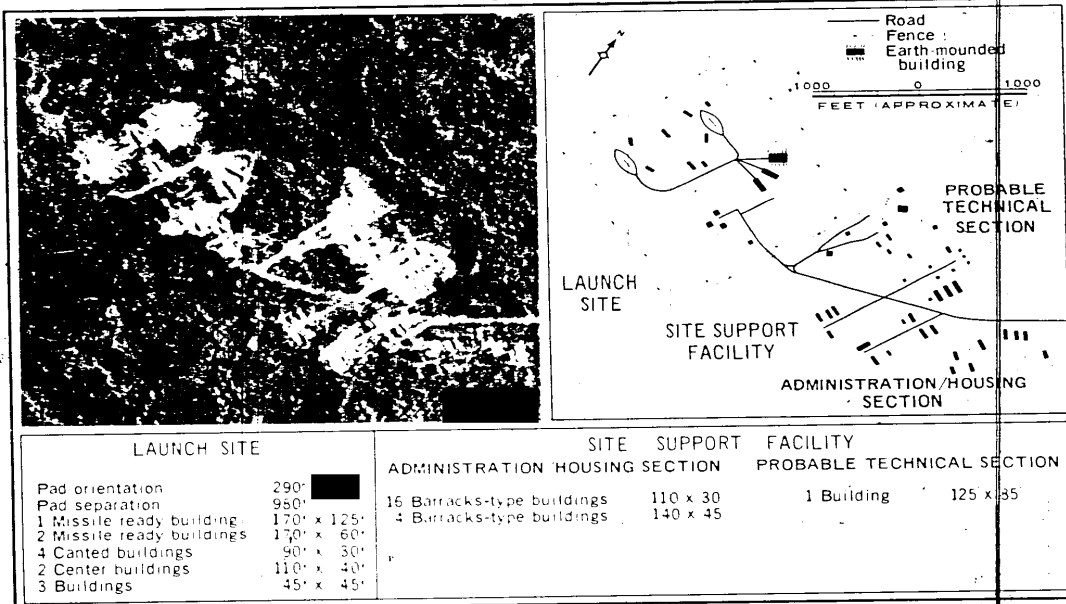 N
Road
Fence
Earth-mounded
building
1000 0 1000
FEET (APPROXIMATE)
PROBABLE
TECHNICAL
SECTION
LAUNCH
SITE
SITE SUPPORT
FACILITY
ADMINISTRATION/HOUSING
SECTION
LAUNCH SITE
Pad orientation 290°
Pad separation 980'
1 Missile ready building 170' x 125'
2 Missile ready buildings 170' x 60'
4 Canted buildings 90' x 30'
2 Center buildings 110' x 40'
3 Buildings 45' x 45'
SITE SUPPORT FACILITY
ADMINISTRATION HOUSING SECTION PROBABLE TECHNICAL SECTION
16 Barracks-type buildings 110 x 30 1 Building 125 x 85
4 Barracks-type buildings 140 x 45